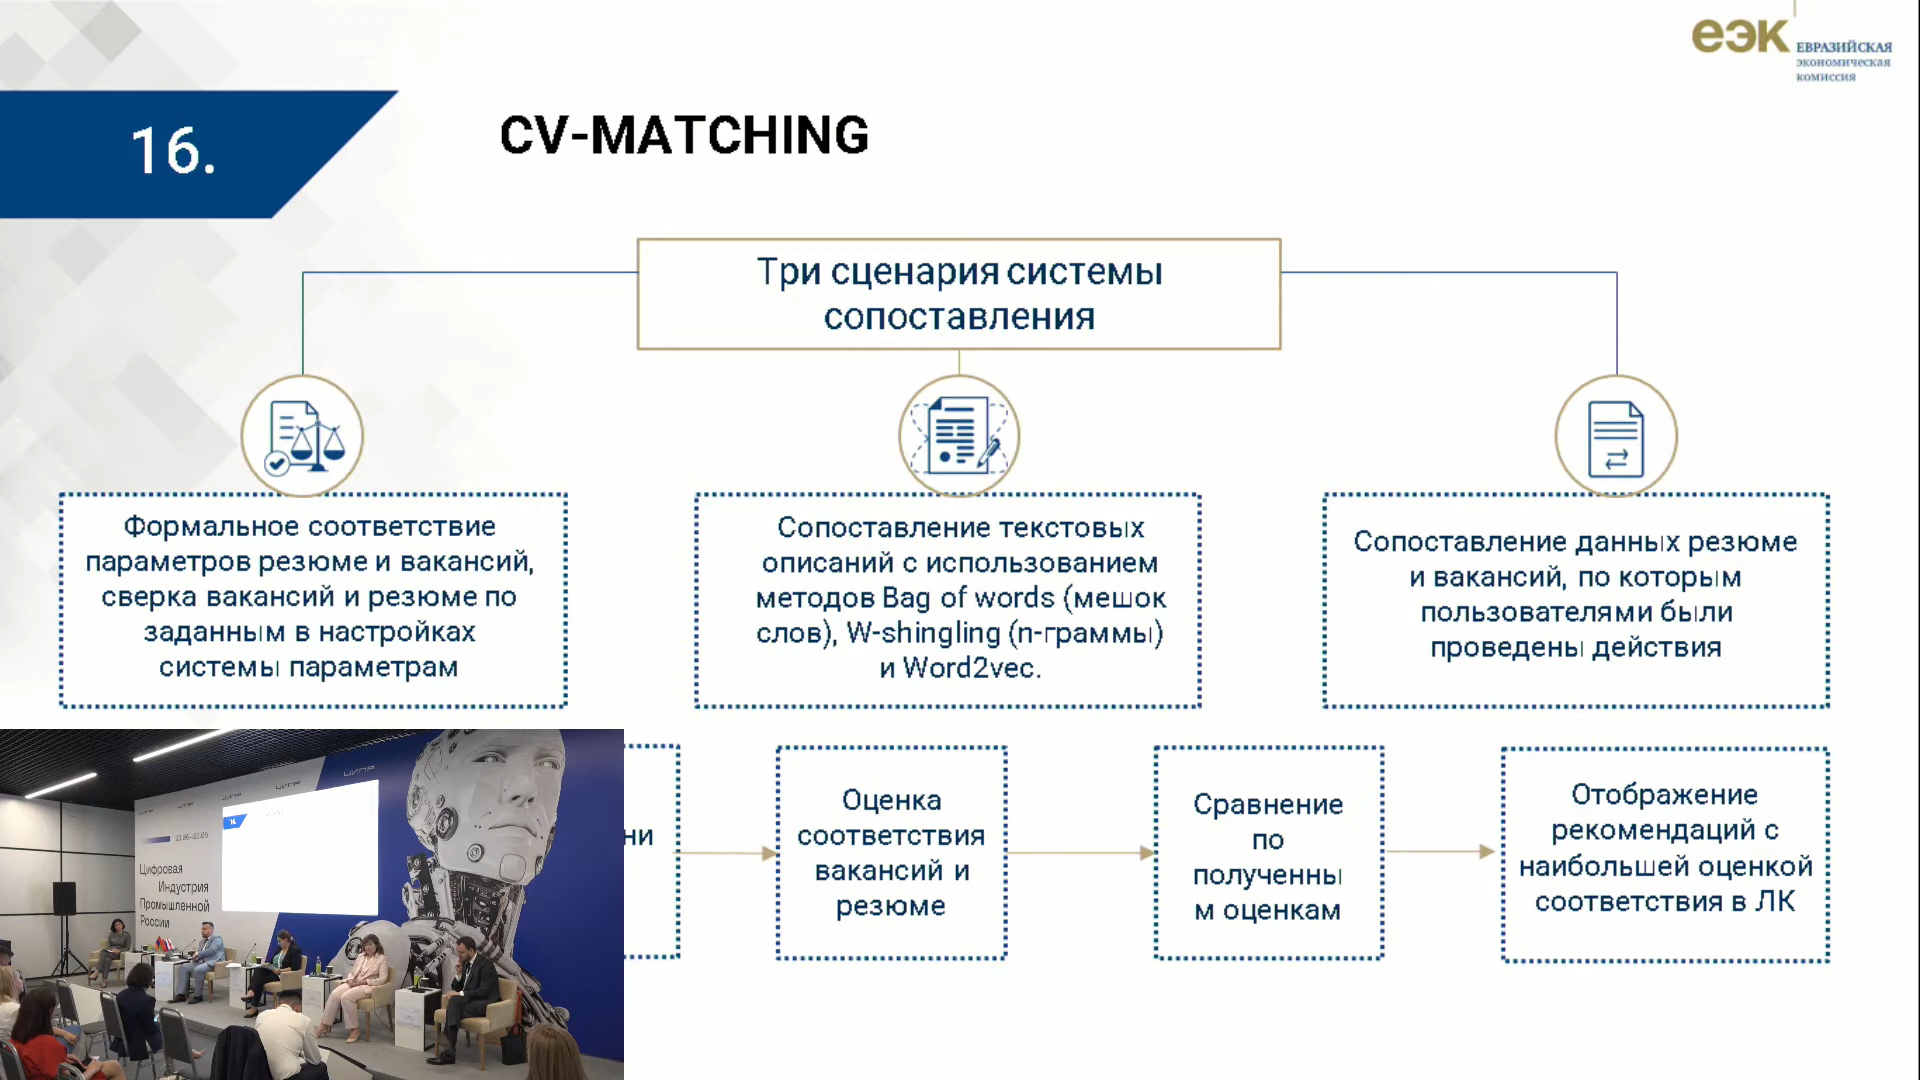 еэк
ЕВРАЗИЙСКАЯ
экономическая
комиссия
16.
CV-MATCHING
Три сценария системы
сопоставления
Формальное соответствие
параметров резюме и вакансий,
сверка вакансий и резюме по
заданным в настройках
системы параметрам
Сопоставление текстовых
описаний с использованием
методов Bag of words (мешок
слов), W-shingling (n-граммы)
и Word2vec.
Сопоставление данных резюме
и вакансий, по которым
пользователями были
проведены действия
ни
Оценка
соответствия
вакансий и
резюме
Сравнение
по
полученны
м оценкам
Отображение
рекомендаций с
наибольшей оценкой
соответствия в ЛК
ЦИПР
Цифровая
Индустрия
Промышленной
России